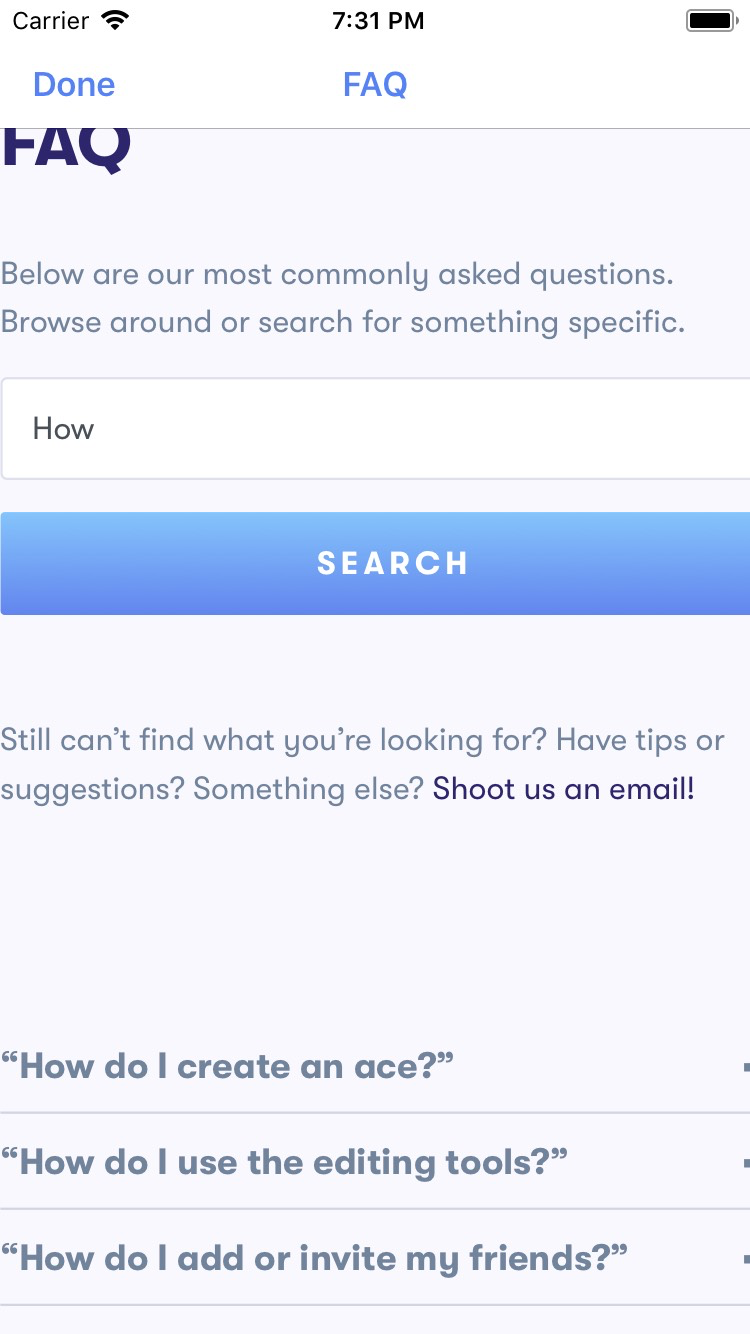 Carrier 7:31 PM
Done FAQ
FAQ
Below are our most commonly asked questions.
Browse around or search for something specific.
How
SEARCH
Still can’t find what you’re looking for? Have tips or
suggestions? Something else? Shoot us an email!
“How do I create an ace?”
“How do I use the editing tools?”
“How do I add or invite my friends?”